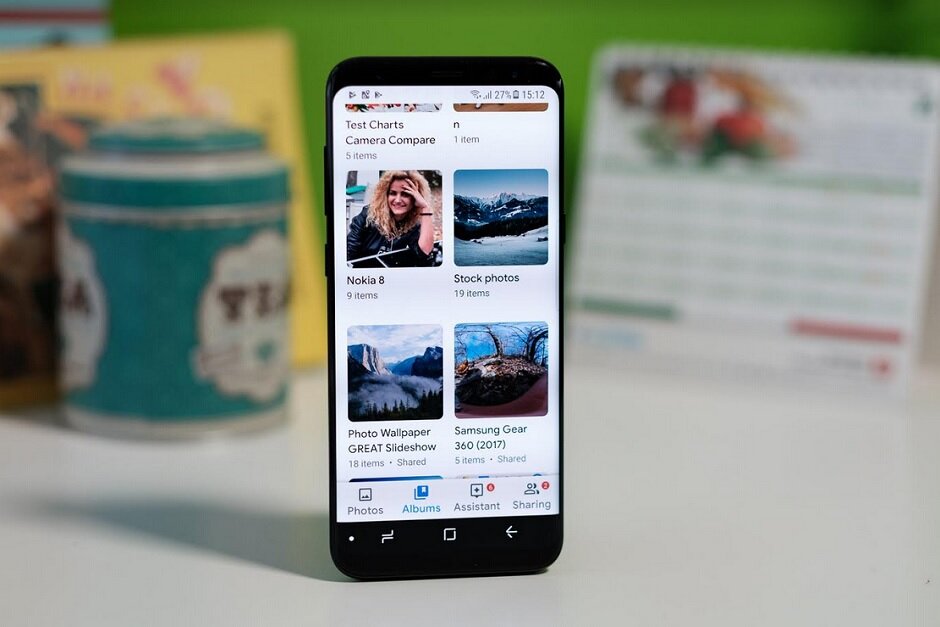 27% 15:12
Test Charts
Camera Compare
5 items
n
1 item
Nokia 8
9 items
Stock photos
19 items
Photo Wallpaper
GREAT Slideshow
18 items • Shared
Samsung Gear
360 (2017)
5 items • Shared
Photos
Albums
Assistant
6
Sharing
2
TEA